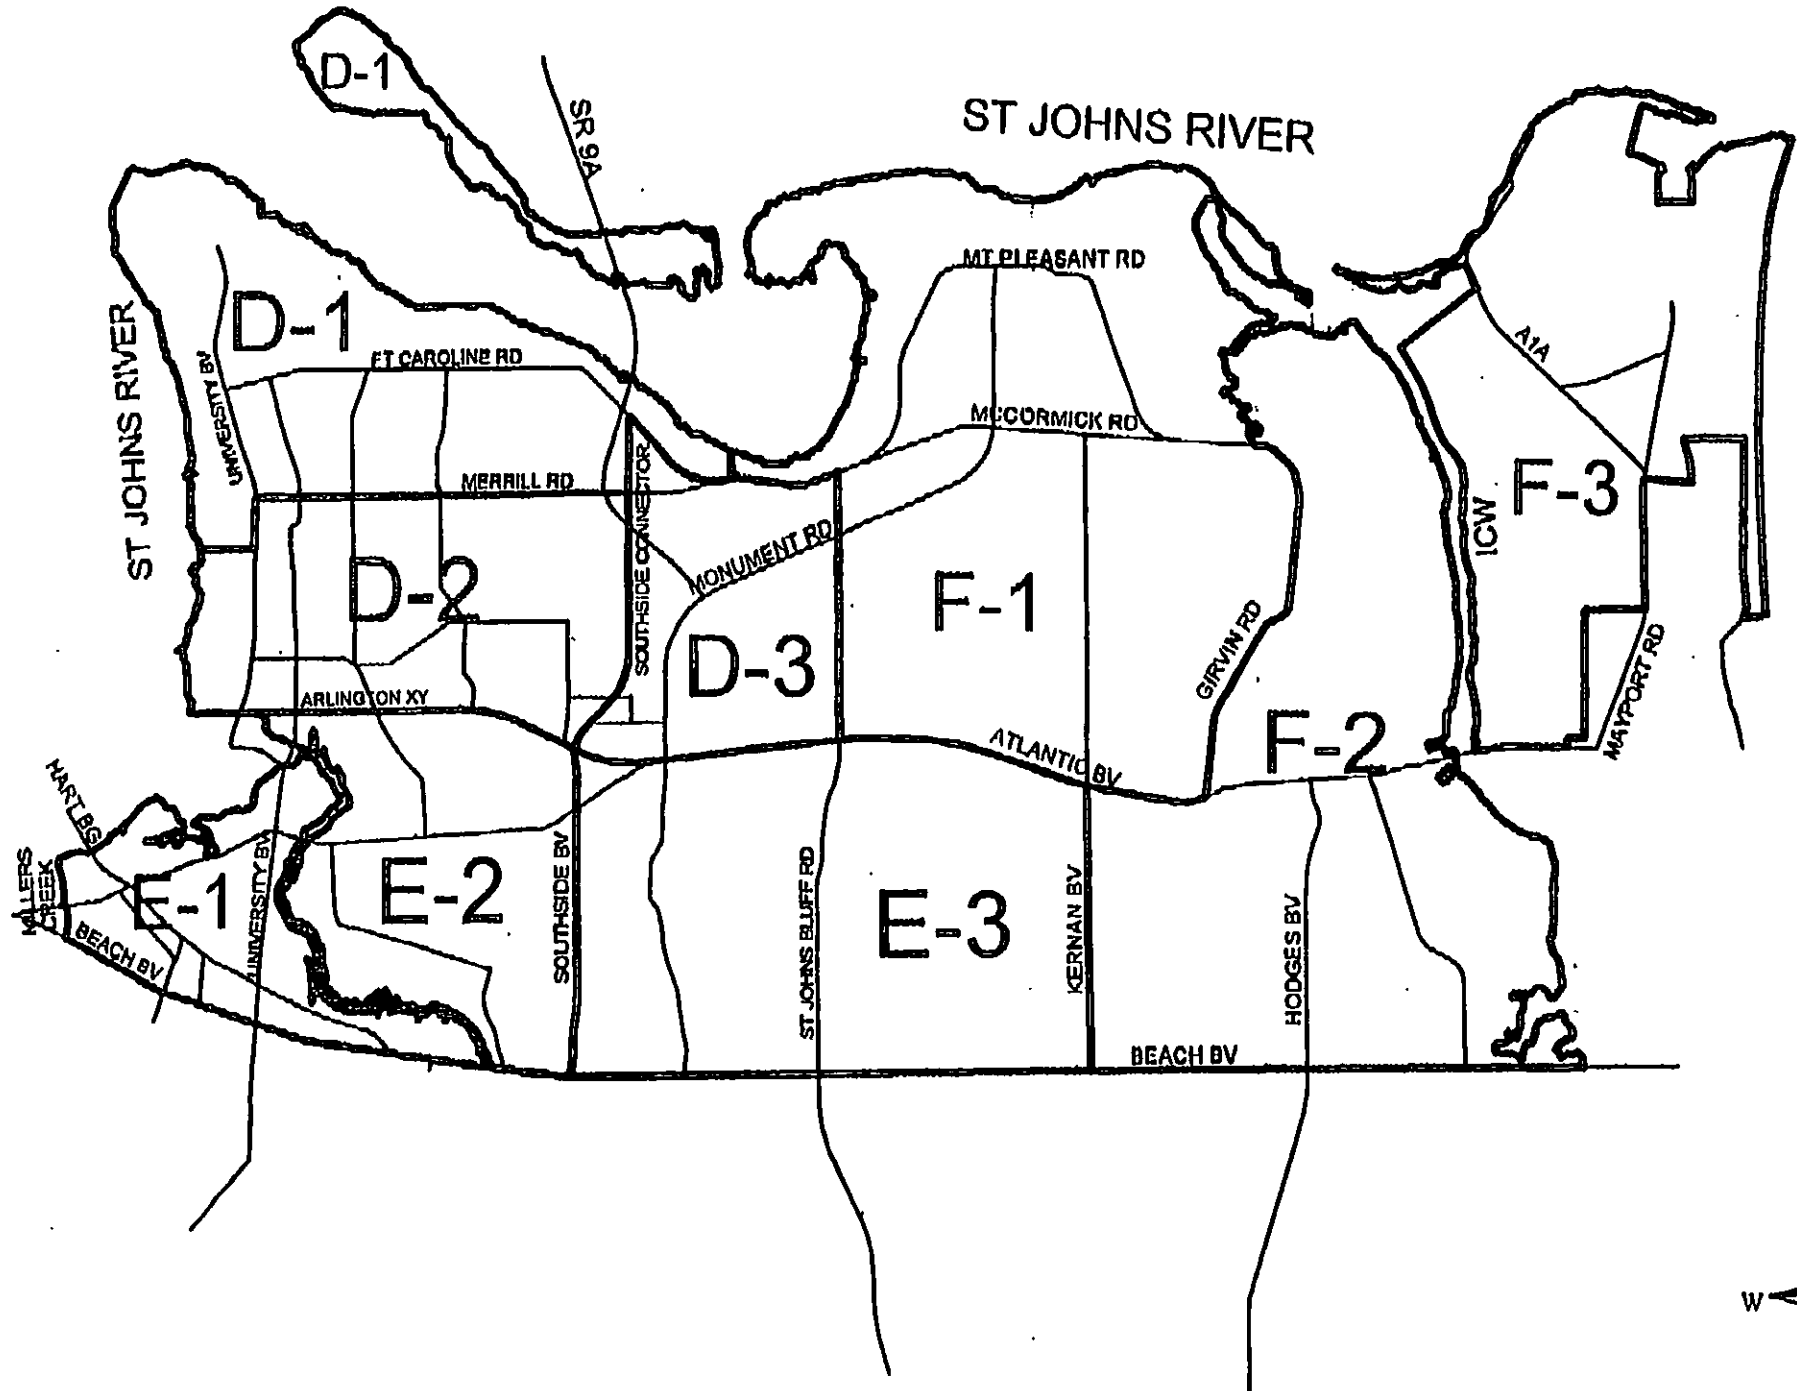 D-1
SR 9A
ST JOHNS RIVER
MT PLEASANT RD
D-1
ST JOHNS RIVER
UNIVERSITY BV
FT CAROLINE RD
A1A
MCCORMICK RD
MERRILL RD
SOUTHSIDE CONNECTOR
F-3
ICW
MONUMENT RD
D-2
F-1
D-3
GIRVIN RD
MAYPORT RD
ARLINGTON XY
ATLANTIC BV
F-2
HART BG
MILLERS
CREEK
E-1
UNIVERSITY BV
E-2
SOUTHSIDE BV
ST JOHNS BLUFF RD
E-3
KERNAN BV
HODGES BV
BEACH BV
BEACH BV
W